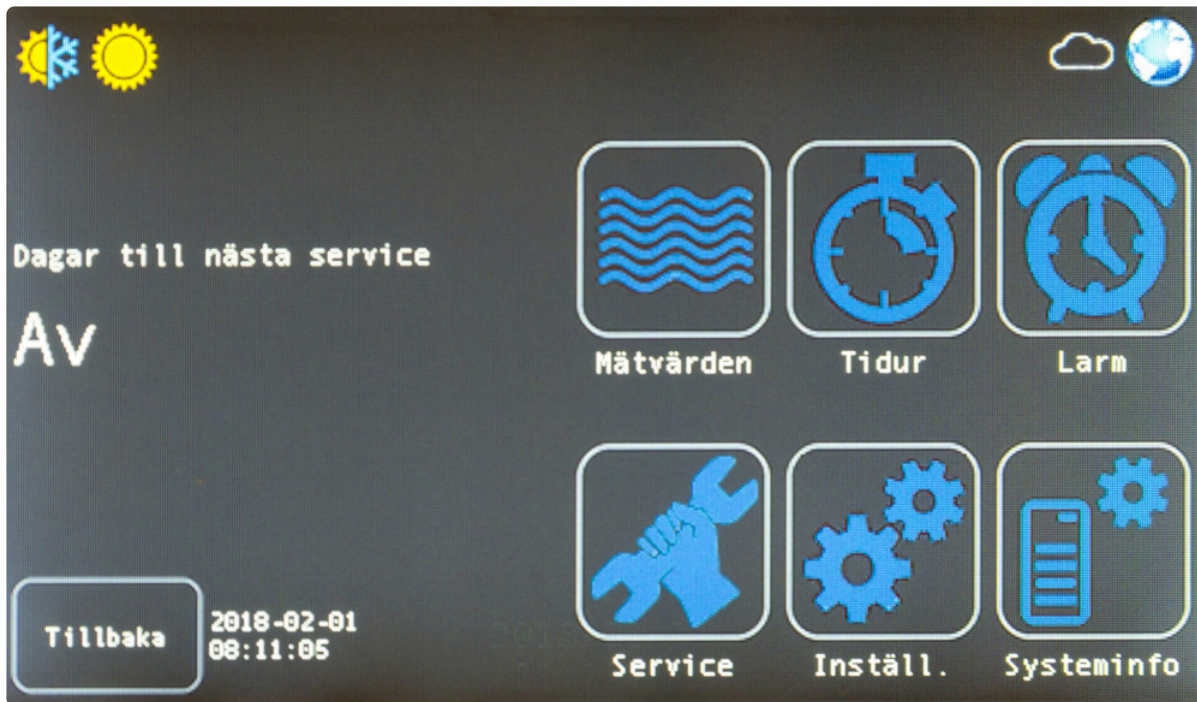 Dagar till nästa service
Av
Mätvärden
Tidur
Larm
Service
Inställ.
Systeminfo
Tillbaka
2018-02-01
08:11:05